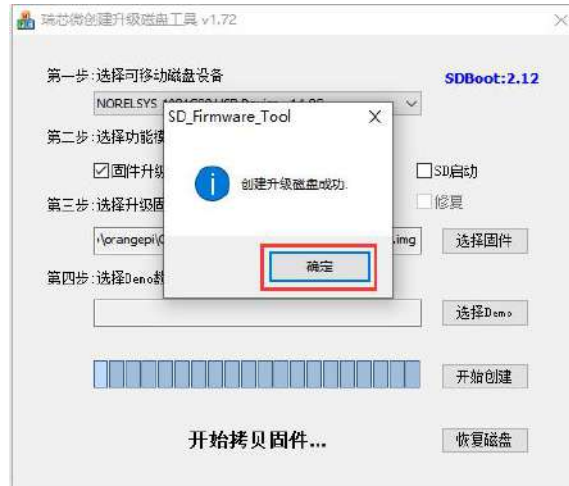 瑞芯微创建升级磁盘工具 v1.72
第一步:选择可移动磁盘设备
SDBoot:2.12
NORELSYS
SD_Firmware_Tool
第二步:选择功能模
固件升级
SD启动
创建升级磁盘成功.
第三步:选择升级固
修复
\orangepi\
.img
选择固件
确定
第四步:选择Demo数
选择Demo
开始创建
开始拷贝固件...
恢复磁盘